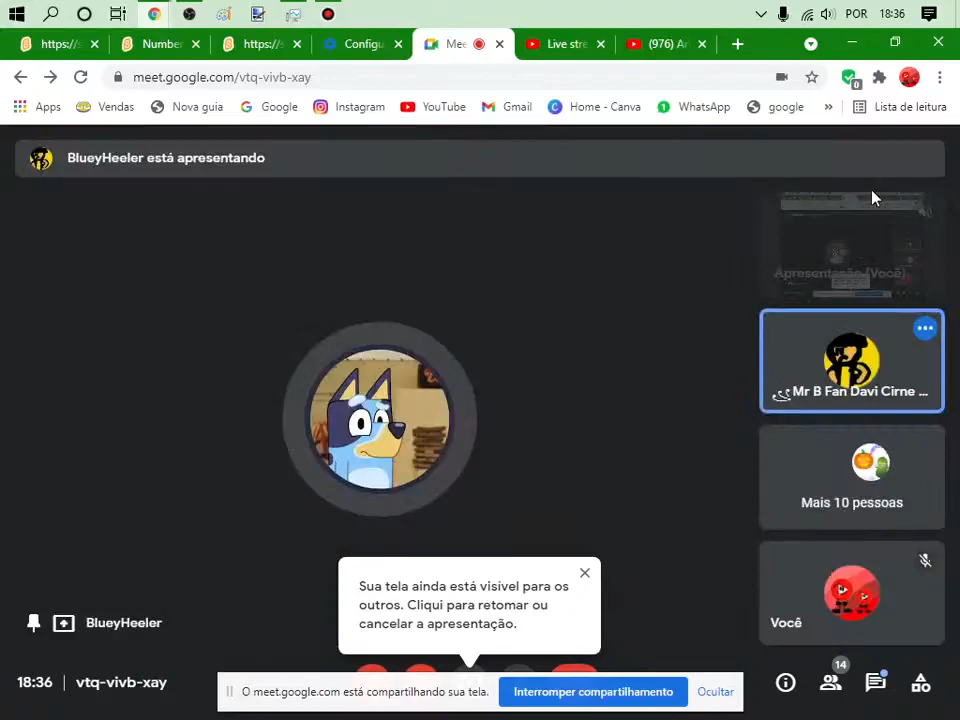 POR 18:36
https://s
Number
https://s
Configu
Mee
Live stre
(976) Ar
meet.google.com/vtq-vivb-xay
0
Apps Vendas Nova guia Google Instagram YouTube Gmail Home - Canva WhatsApp google » Lista de leitura
BlueyHeeler está apresentando
Apresentação (Você)
Mr B Fan Davi Cirne ...
Mais 10 pessoas
Sua tela ainda está visível para os
outros. Cliqui para retomar ou
cancelar a apresentação.
Você
BlueyHeeler
14
18:36 | vtq-vivb-xay
O meet.google.com está compartilhando sua tela. Interromper compartilhamento Ocultar